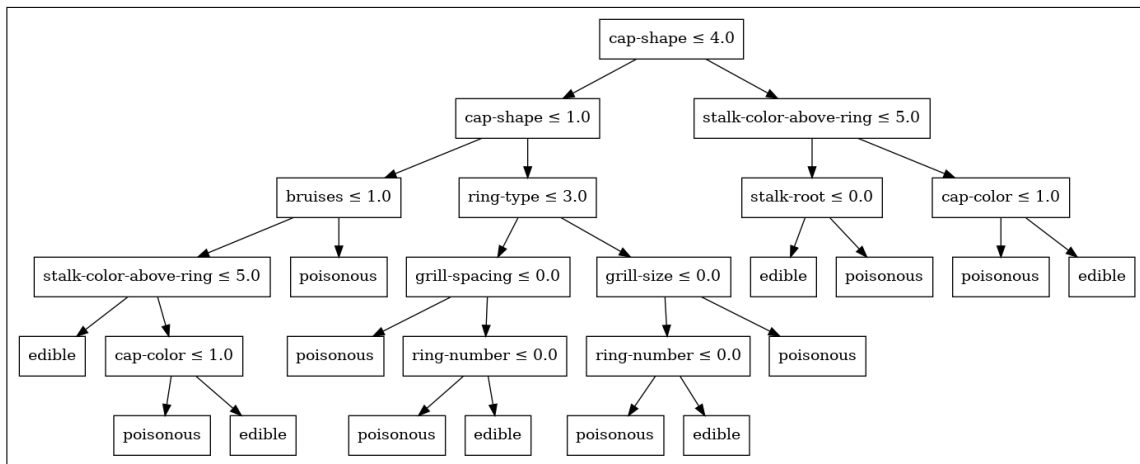 cap-shape ≤ 4.0
cap-shape ≤ 1.0
stalk-color-above-ring ≤ 5.0
bruises ≤ 1.0
ring-type ≤ 3.0
stalk-root ≤ 0.0
cap-color ≤ 1.0
stalk-color-above-ring ≤ 5.0
poisonous
grill-spacing ≤ 0.0
grill-size ≤ 0.0
edible
poisonous
poisonous
edible
edible
cap-color ≤ 1.0
poisonous
ring-number ≤ 0.0
ring-number ≤ 0.0
poisonous
poisonous
edible
poisonous
edible
poisonous
edible